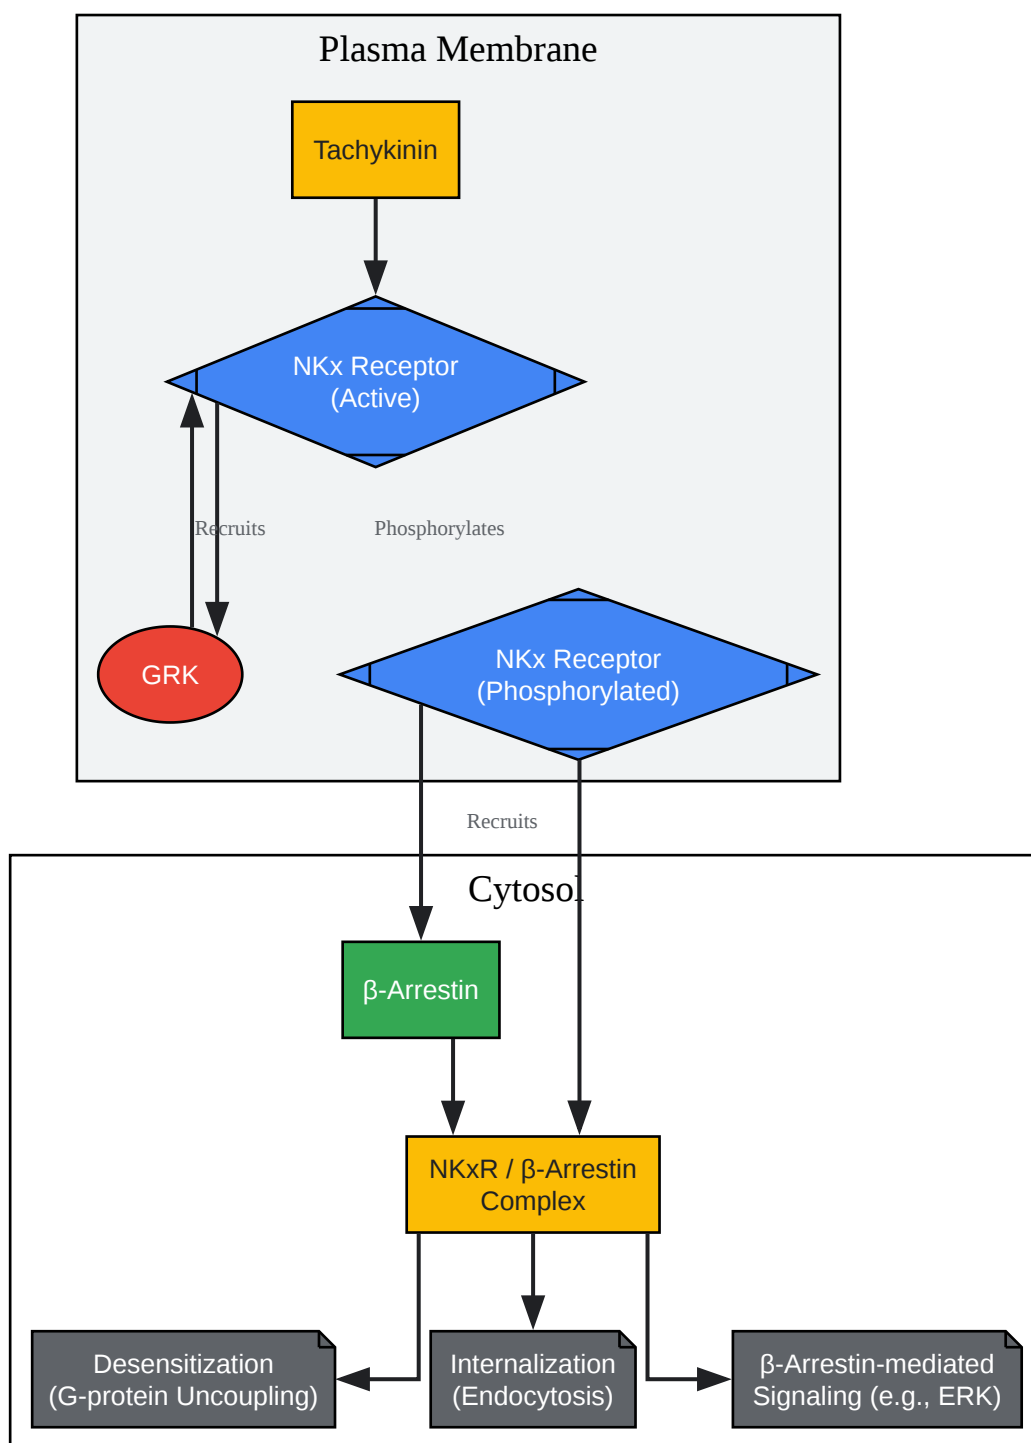 Plasma Membrane
Tachykinin
NKx Receptor
(Active)
Recruits
Phosphorylates
GRK
NKx Receptor
(Phosphorylated)
Recruits
Cytosol
β-Arrestin
NKxR / β-Arrestin
Complex
Desensitization
(G-protein Uncoupling)
Internalization
(Endocytosis)
β-Arrestin-mediated
Signaling (e.g., ERK)